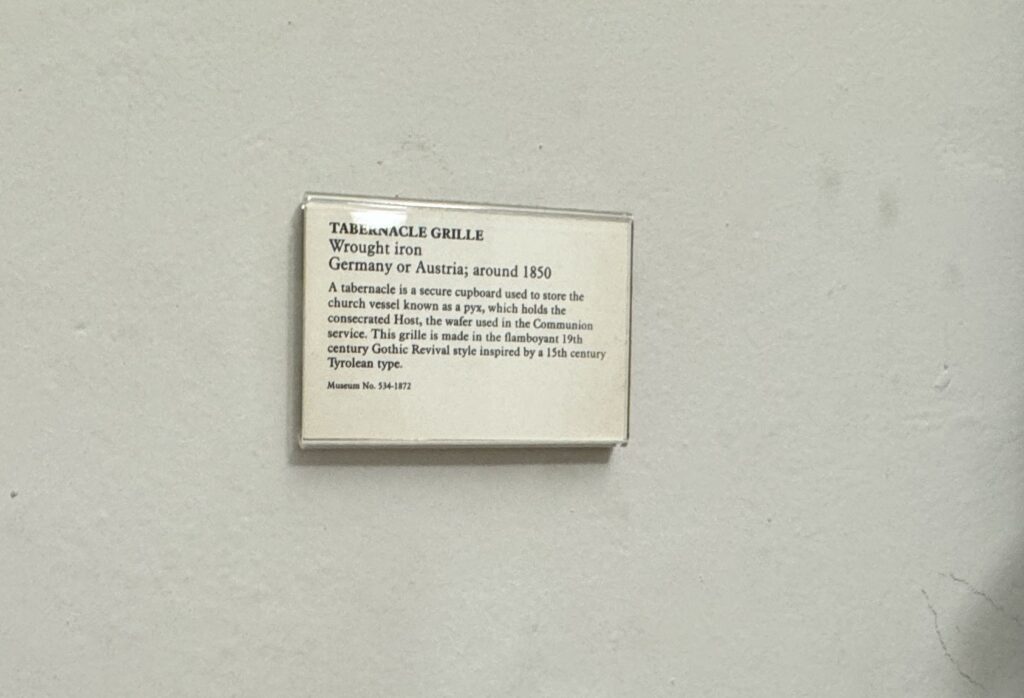 TABERNACLE GRILLE
Wrought iron
Germany or Austria; around 1850
A tabernacle is a secure cupboard used to store the
church vessel known as a pyx, which holds the
consecrated Host, the wafer used in the Communion
service. This grille is made in the flamboyant 19th
century Gothic Revival style inspired by a 15th century
Tyrolean type.
Museum No. 534-1872